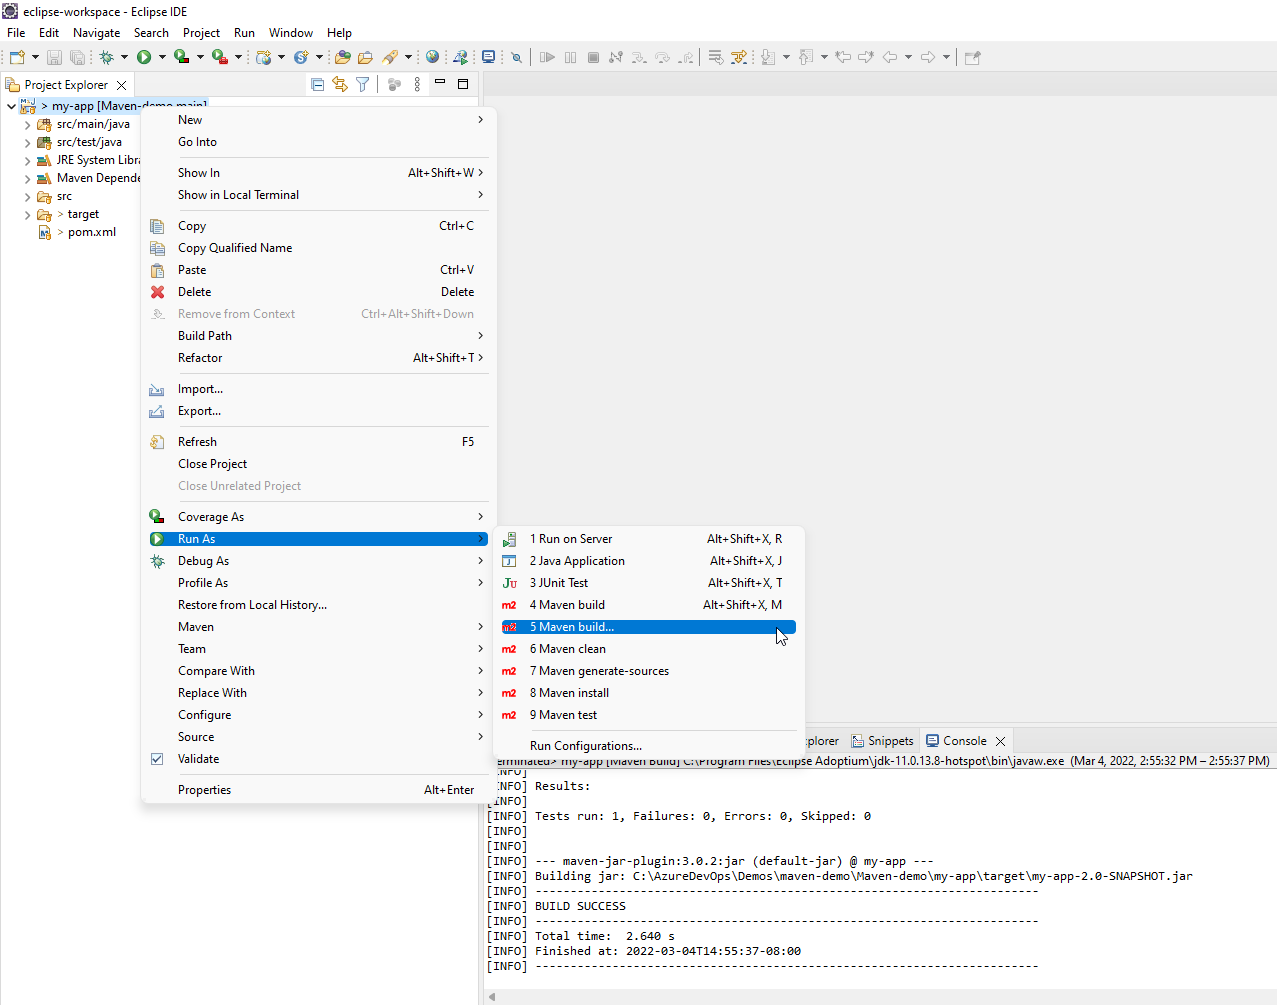 eclipse-workspace - Eclipse IDE
File Edit Navigate Search Project Run Window Help
Project Explorer
> my-app [Maven-demo main]
src/main/java
src/test/java
JRE System Libra
Maven Depende
src
> target
> pom.xml
New
Go Into
Show In Alt+Shift+W
Show in Local Terminal
Copy Ctrl+C
Copy Qualified Name
Paste Ctrl+V
Delete Delete
Remove from Context Ctrl+Alt+Shift+Down
Build Path
Refactor Alt+Shift+T
Import...
Export...
Refresh F5
Close Project
Close Unrelated Project
Coverage As
Run As
Debug As
Profile As
Restore from Local History...
Maven
Team
Compare With
Replace With
Configure
Source
Validate
Properties Alt+Enter
1 Run on Server Alt+Shift+X, R
2 Java Application Alt+Shift+X, J
Ju 3 JUnit Test Alt+Shift+X, T
m2 4 Maven build Alt+Shift+X, M
m2 5 Maven build...
m2 6 Maven clean
m2 7 Maven generate-sources
m2 8 Maven install
m2 9 Maven test
Run Configurations...
plorer Snippets Console
erminated> my-app [Maven Build] C:\Program Files\Eclipse Adoptium\jdk-11.0.13.8-hotspot\bin\javaw.exe (Mar 4, 2022, 2:55:32 PM – 2:55:37 PM)
[INFO]
[INFO] Results:
[INFO]
[INFO] Tests run: 1, Failures: 0, Errors: 0, Skipped: 0
[INFO]
[INFO]
[INFO] --- maven-jar-plugin:3.0.2:jar (default-jar) @ my-app ---
[INFO] Building jar: C:\AzureDevOps\Demos\maven-demo\Maven-demo\my-app\target\my-app-2.0-SNAPSHOT.jar
[INFO] ------------------------------------------------------------------------
[INFO] BUILD SUCCESS
[INFO] ------------------------------------------------------------------------
[INFO] Total time:  2.640 s
[INFO] Finished at: 2022-03-04T14:55:37-08:00
[INFO] ------------------------------------------------------------------------